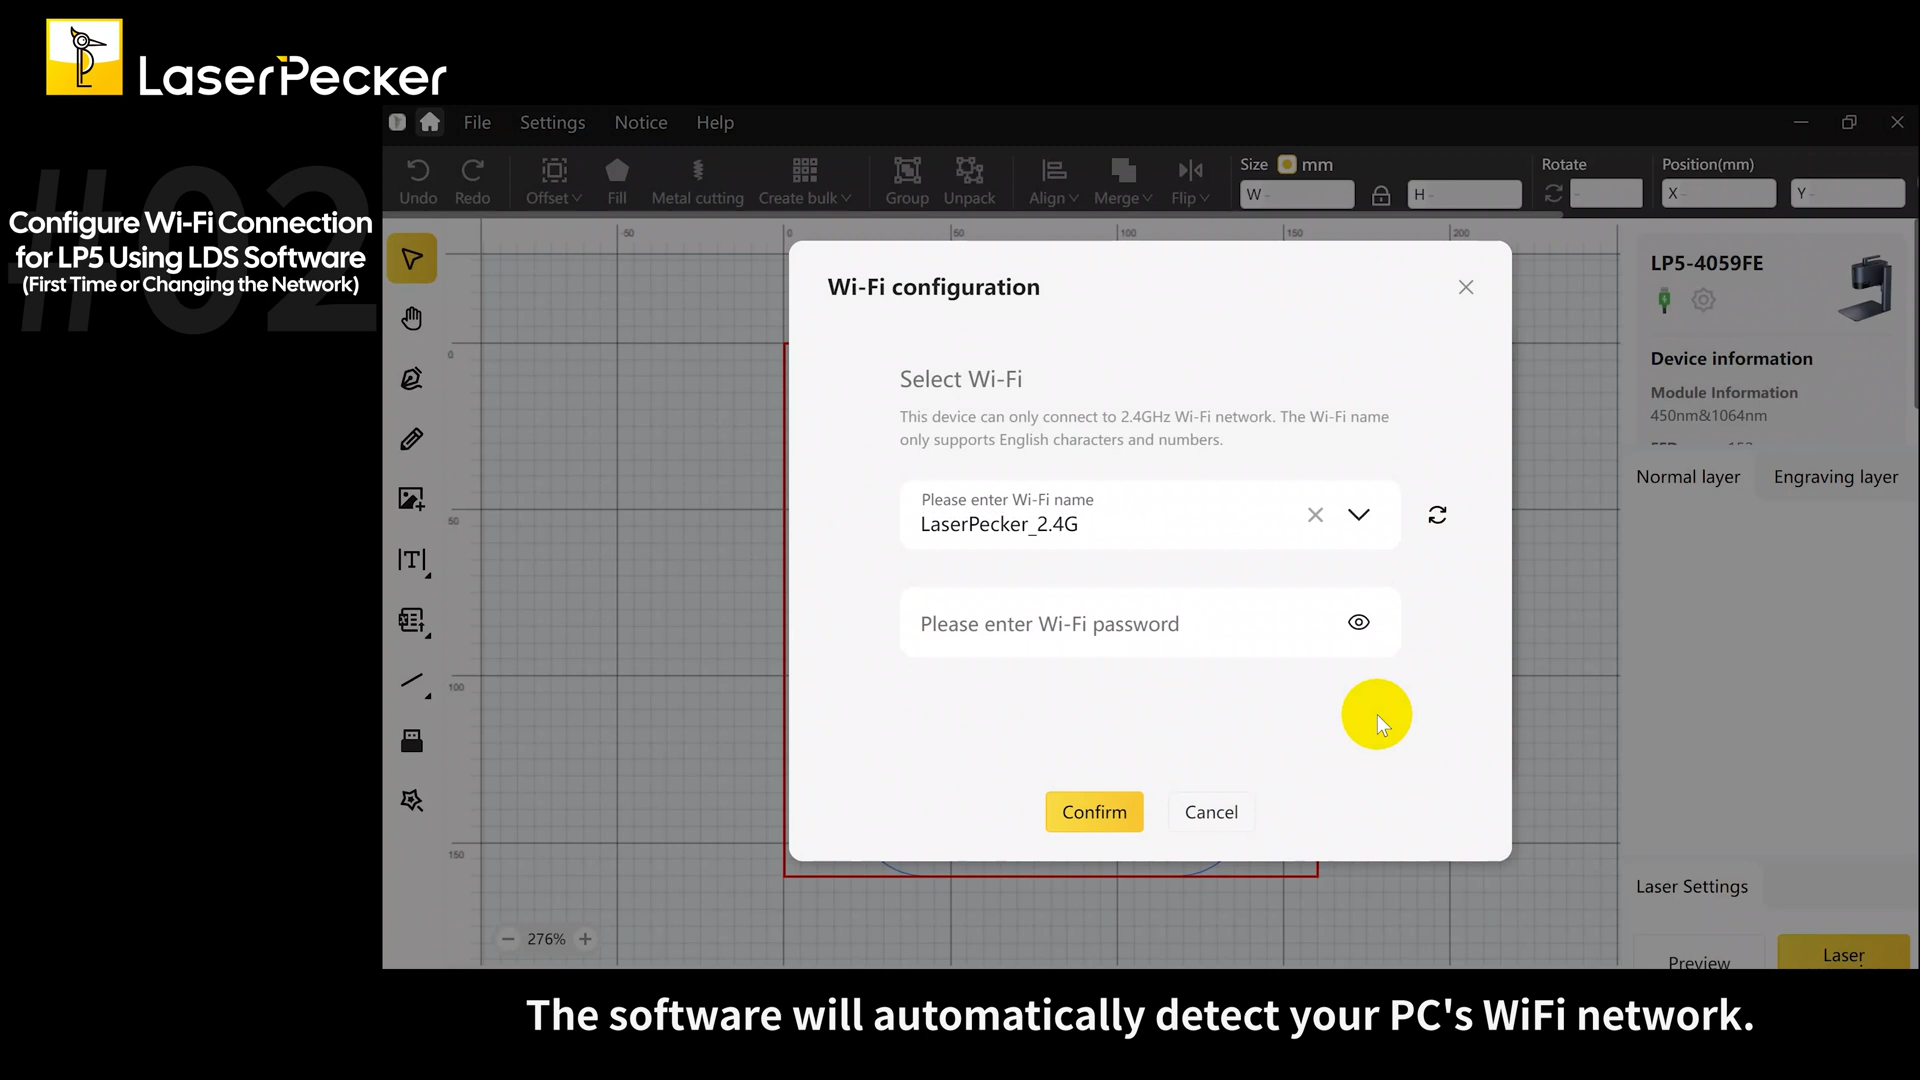 LaserPecker
#02
Configure Wi-Fi Connection
for LP5 Using LDS Software
(First Time or Changing the Network)
File Settings Notice Help
Undo Redo Offset Fill Metal cutting Create bulk Group Unpack Align Merge Flip
Size mm
W -
H -
Rotate
-
Position(mm)
X -
Y -
-50 0 50 100 150 200
0
50
100
150
Wi-Fi configuration
Select Wi-Fi
This device can only connect to 2.4GHz Wi-Fi network. The Wi-Fi name
only supports English characters and numbers.
Please enter Wi-Fi name
LaserPecker_2.4G
Please enter Wi-Fi password
Confirm Cancel
276%
LP5-4059FE
Device information
Module Information
450nm&1064nm
Normal layer Engraving layer
Laser Settings
Preview Laser
The software will automatically detect your PC's WiFi network.